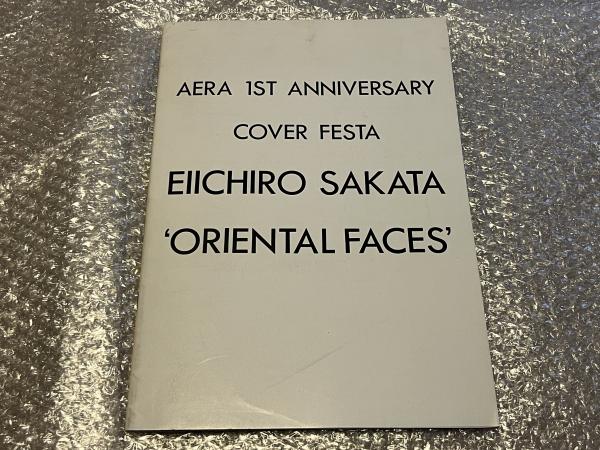 AERA 1ST ANNIVERSARY
COVER FESTA
EIICHIRO SAKATA
‘ORIENTAL FACES’